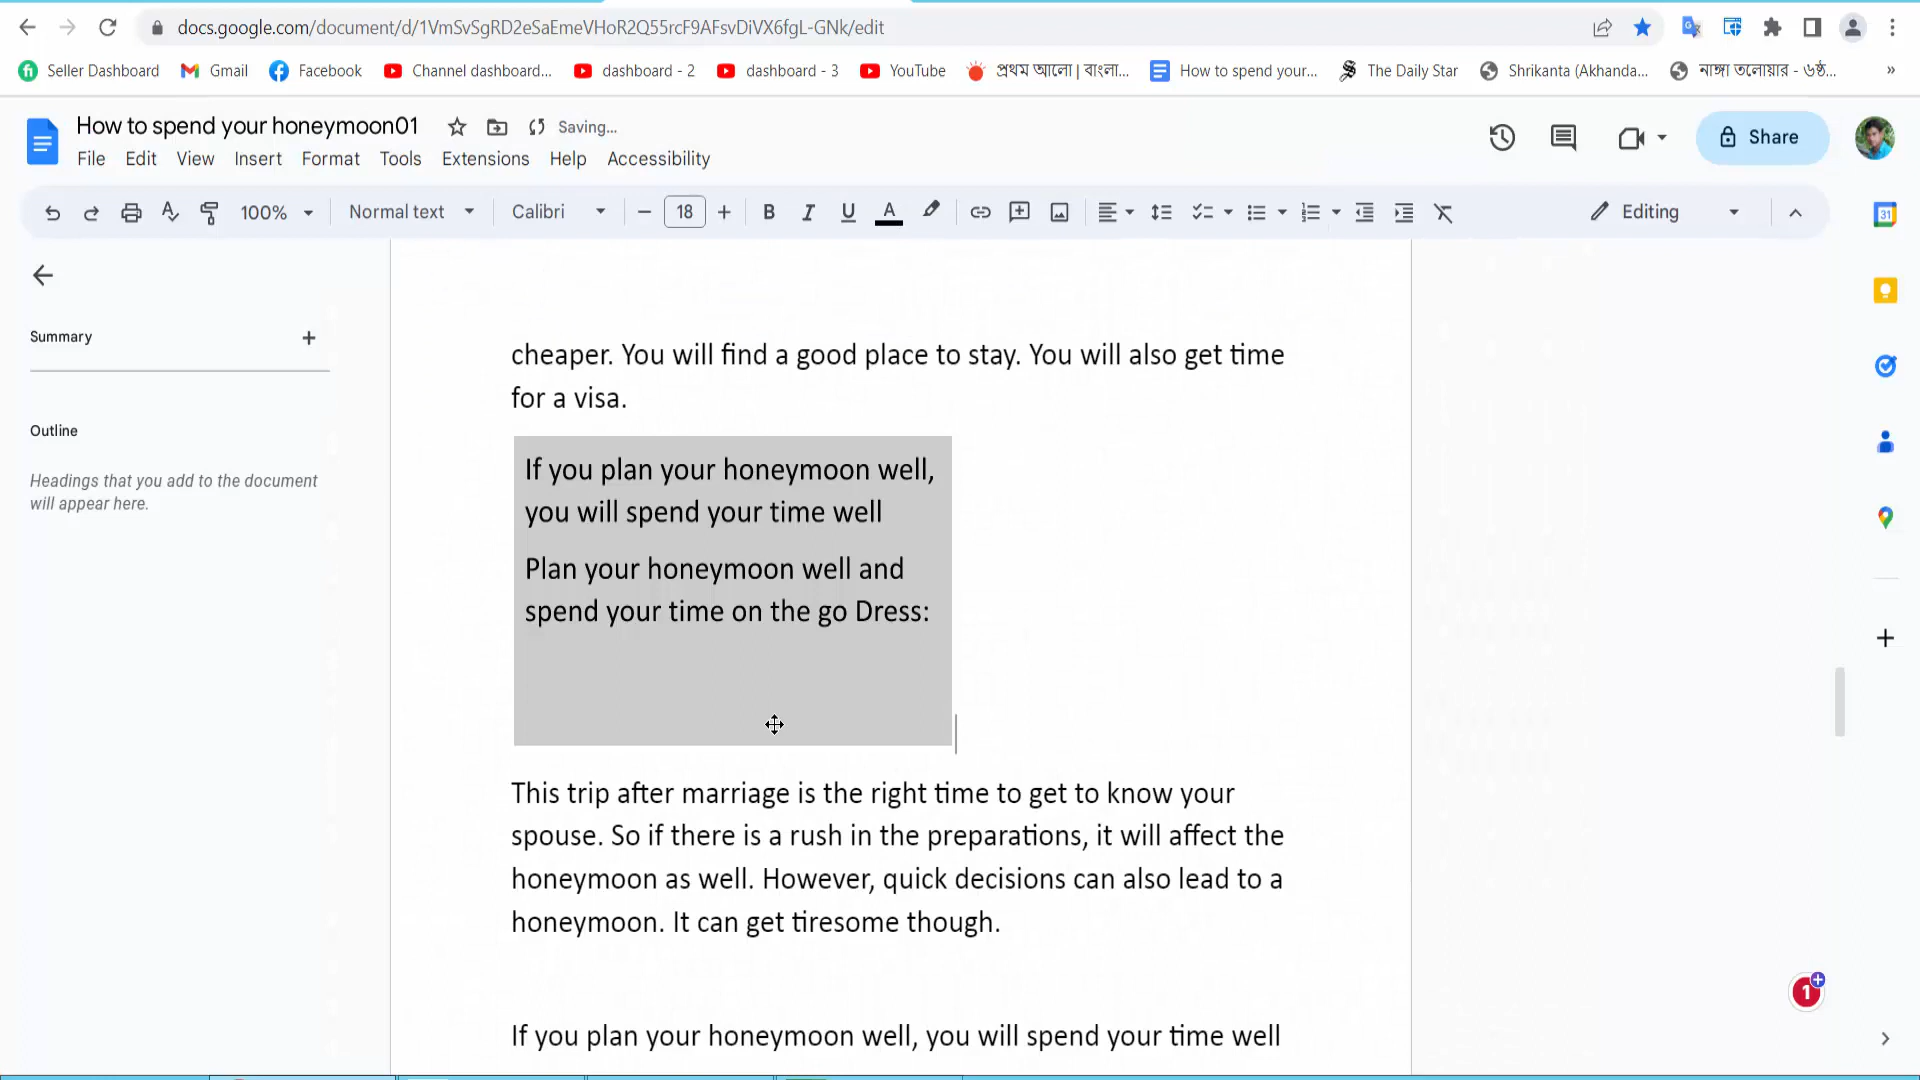 docs.google.com/document/d/1VmSvSgRD2eSaEmeVHoR2Q55rcF9AFsvDiVX6fgL-GNk/edit
Seller Dashboard
Gmail
Facebook
Channel dashboard...
dashboard - 2
dashboard - 3
YouTube
প্রথম আলো | বাংলা...
How to spend your...
The Daily Star
Shrikanta (Akhanda...
নাঙ্গা তলোয়ার - ৬ষ্ঠ...
»
How to spend your honeymoon01
Saving...
File Edit View Insert Format Tools Extensions Help Accessibility
Share
100%
Normal text
Calibri
18
Editing
Summary
Outline
Headings that you add to the document
will appear here.
cheaper. You will find a good place to stay. You will also get time
for a visa.
If you plan your honeymoon well,
you will spend your time well
Plan your honeymoon well and
spend your time on the go Dress:
This trip after marriage is the right time to get to know your
spouse. So if there is a rush in the preparations, it will affect the
honeymoon as well. However, quick decisions can also lead to a
honeymoon. It can get tiresome though.
If you plan your honeymoon well, you will spend your time well
31
1